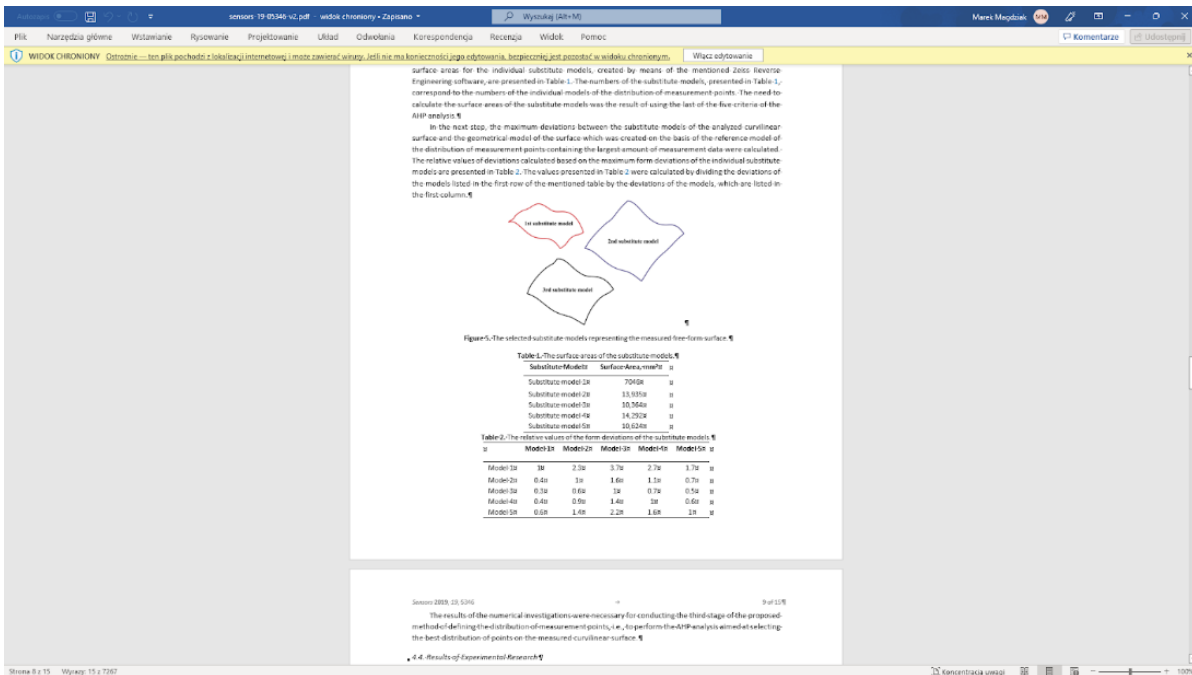 Autozapis
sensors-19-05346-v2.pdf - widok chroniony • Zapisano
Wyszukaj (Alt+M)
Marek Magdziak
MM
Plik Narzędzia główne Wstawianie Rysowanie Projektowanie Układ Odwołania Korespondencja Recenzja Widok Pomoc
Komentarze Udostępnij
WIDOK CHRONIONY Ostrożnie — ten plik pochodzi z lokalizacji internetowej i może zawierać wirusy. Jeśli nie ma konieczności jego edytowania, bezpieczniej jest pozostać w widoku chronionym. Włącz edytowanie
surface areas for the individual substitute models, created by means of the mentioned Zeiss Reverse
Engineering software, are presented in Table 1. The numbers of the substitute models, presented in Table 1,
correspond to the numbers of the individual models of the distribution of measurement points. The need to
calculate the surface areas of the substitute models was the result of using the last of the five criteria of the
AHP analysis.¶
In the next step, the maximum deviations between the substitute models of the analyzed curvilinear
surface and the geometrical model of the surface which was created on the basis of the reference model of
the distribution of measurement points containing the largest amount of measurement data were calculated.
The relative values of deviations calculated based on the maximum form deviations of the individual substitute
models are presented in Table 2. The values presented in Table 2 were calculated by dividing the deviations of
the models listed in the first row of the mentioned table by the deviations of the models, which are listed in
the first column.¶
1st substitute model
2nd substitute model
3rd substitute model
¶
Figure 5. The selected substitute models representing the measured free-form surface.¶
Table 1. The surface areas of the substitute models.¶
Substitute Model¤ Surface Area, mm²¤ ¤
Substitute model 1¤ 7046¤ ¤
Substitute model 2¤ 13,935¤ ¤
Substitute model 3¤ 10,364¤ ¤
Substitute model 4¤ 14,292¤ ¤
Substitute model 5¤ 10,624¤ ¤
Table 2. The relative values of the form deviations of the substitute models.¶
¤ Model 1¤ Model 2¤ Model 3¤ Model 4¤ Model 5¤ ¤
Model 1¤ 1¤ 2.3¤ 3.7¤ 2.7¤ 1.7¤ ¤
Model 2¤ 0.4¤ 1¤ 1.6¤ 1.1¤ 0.7¤ ¤
Model 3¤ 0.3¤ 0.6¤ 1¤ 0.7¤ 0.5¤ ¤
Model 4¤ 0.4¤ 0.9¤ 1.4¤ 1¤ 0.6¤ ¤
Model 5¤ 0.6¤ 1.4¤ 2.2¤ 1.6¤ 1¤ ¤
Sensors 2019, 19, 5346 → 9 of 15¶
The results of the numerical investigations were necessary for conducting the third stage of the proposed
method of defining the distribution of measurement points, i.e., to perform the AHP analysis aimed at selecting
the best distribution of points on the measured curvilinear surface.¶
4.4. Results of Experimental Research¶
Strona 8 z 15 Wyrazy: 15 z 7267
Koncentracja uwagi
100%